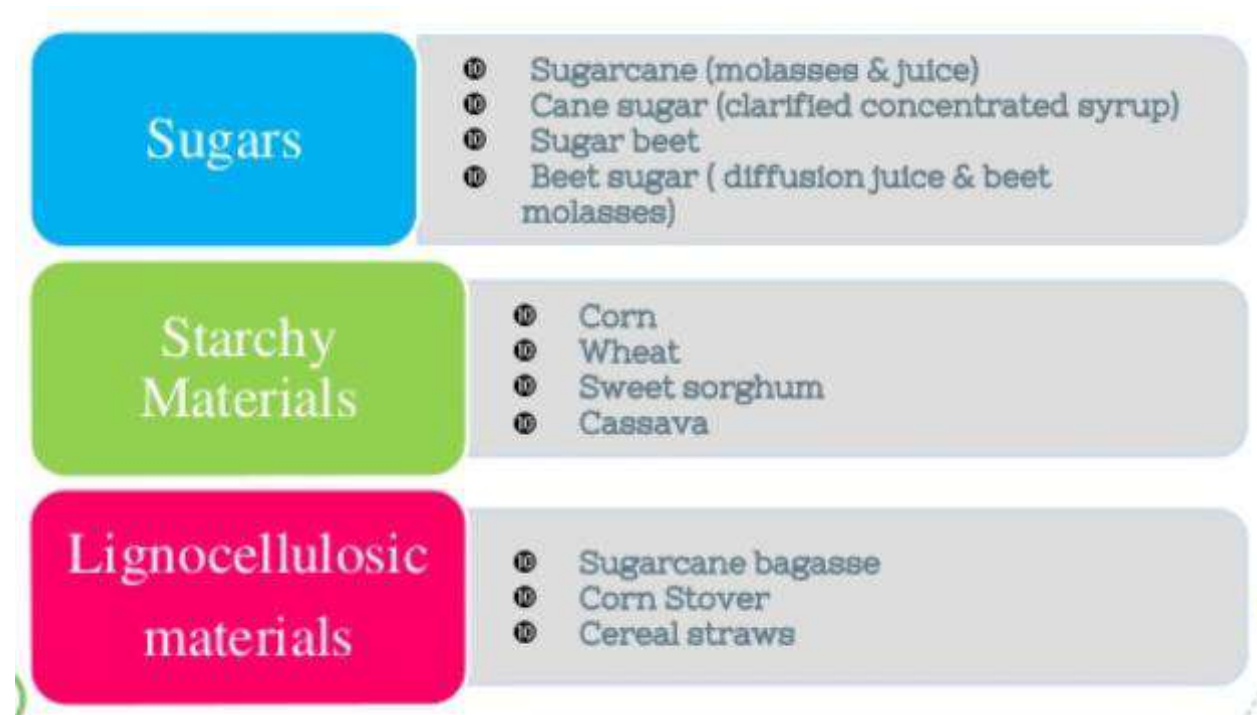 Sugars
❿ Sugarcane (molasses & juice)
❿ Cane sugar (clarified concentrated syrup)
❿ Sugar beet
❿ Beet sugar ( diffusion juice & beet
molasses)
Starchy
Materials
❿ Corn
❿ Wheat
❿ Sweet sorghum
❿ Cassava
Lignocellulosic
materials
❿ Sugarcane bagasse
❿ Corn Stover
❿ Cereal straws